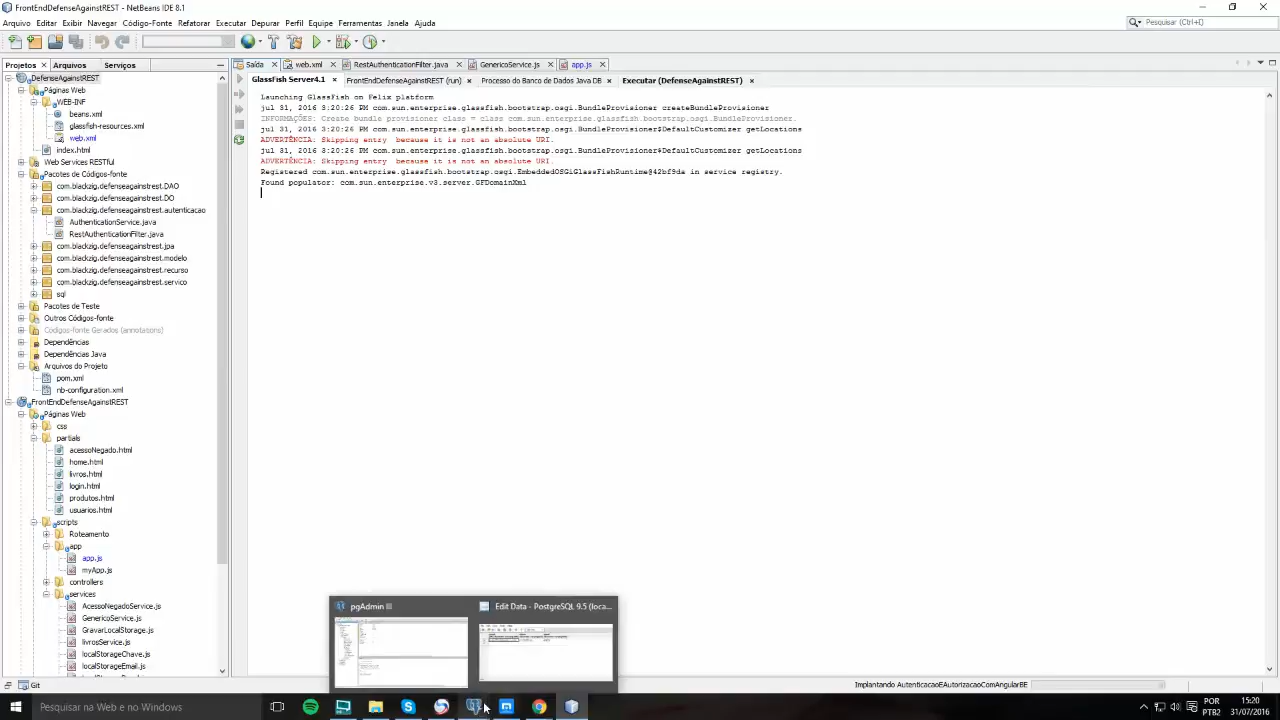 FrontEndDefenseAgainstREST - NetBeans IDE 8.1
Arquivo Editar Exibir Navegar Código-Fonte Refatorar Executar Depurar Perfil Equipe Ferramentas Janela Ajuda
Pesquisar (Ctrl+I)
Projetos Arquivos Serviços
Saída web.xml RestAuthenticationFilter.java GenericoService.js app.js
GlassFish Server4.1 FrontEndDefenseAgainstREST (run) Processo do Banco de Dados Java DB Executar (DefenseAgainstREST)
Launching GlassFish on Felix platform
jul 31, 2016 3:20:26 PM com.sun.enterprise.glassfish.bootstrap.osgi.BundleProvisioner createBundleProvisioner
INFORMAÇÕES: Create bundle provisioner class = class com.sun.enterprise.glassfish.bootstrap.osgi.BundleProvisioner.
jul 31, 2016 3:20:26 PM com.sun.enterprise.glassfish.bootstrap.osgi.BundleProvisioner$DefaultCustomizer getLocations
ADVERTÊNCIA: Skipping entry because it is not an absolute URI.
jul 31, 2016 3:20:26 PM com.sun.enterprise.glassfish.bootstrap.osgi.BundleProvisioner$DefaultCustomizer getLocations
ADVERTÊNCIA: Skipping entry because it is not an absolute URI.
Registered com.sun.enterprise.glassfish.bootstrap.osgi.EmbeddedOSGiGlassFishRuntime@42bf9da in service registry.
Found populator: com.sun.enterprise.v3.server.GFDomainXml
DefenseAgainstREST
Páginas Web
WEB-INF
beans.xml
glassfish-resources.xml
web.xml
index.html
Web Services RESTful
Pacotes de Código-fonte
com.blackzig.defenseagainstrest.DAO
com.blackzig.defenseagainstrest.DO
com.blackzig.defenseagainstrest.autenticacao
AuthenticationService.java
RestAuthenticationFilter.java
com.blackzig.defenseagainstrest.jpa
com.blackzig.defenseagainstrest.modelo
com.blackzig.defenseagainstrest.recurso
com.blackzig.defenseagainstrest.servico
sql
Pacotes de Teste
Outros Códigos-fonte
Códigos-fonte Gerados (annotations)
Dependências
Dependências Java
Arquivos do Projeto
pom.xml
nb-configuration.xml
FrontEndDefenseAgainstREST
Páginas Web
css
partials
acessoNegado.html
home.html
livros.html
login.html
produtos.html
usuarios.html
scripts
Roteamento
app
app.js
myApp.js
controllers
services
AcessoNegadoService.js
GenericoService.js
GravarLocalStorage.js
livrosService.js
localStorageChave.js
localStorageEmail.js
pgAdmin III
Edit Data - PostgreSQL 9.5 (loca...
Git
Implantando AutenticacaoEAutorizacaoComAngularBE
Pesquisar na Web e no Windows
POR
PTB2
15:20
31/07/2016